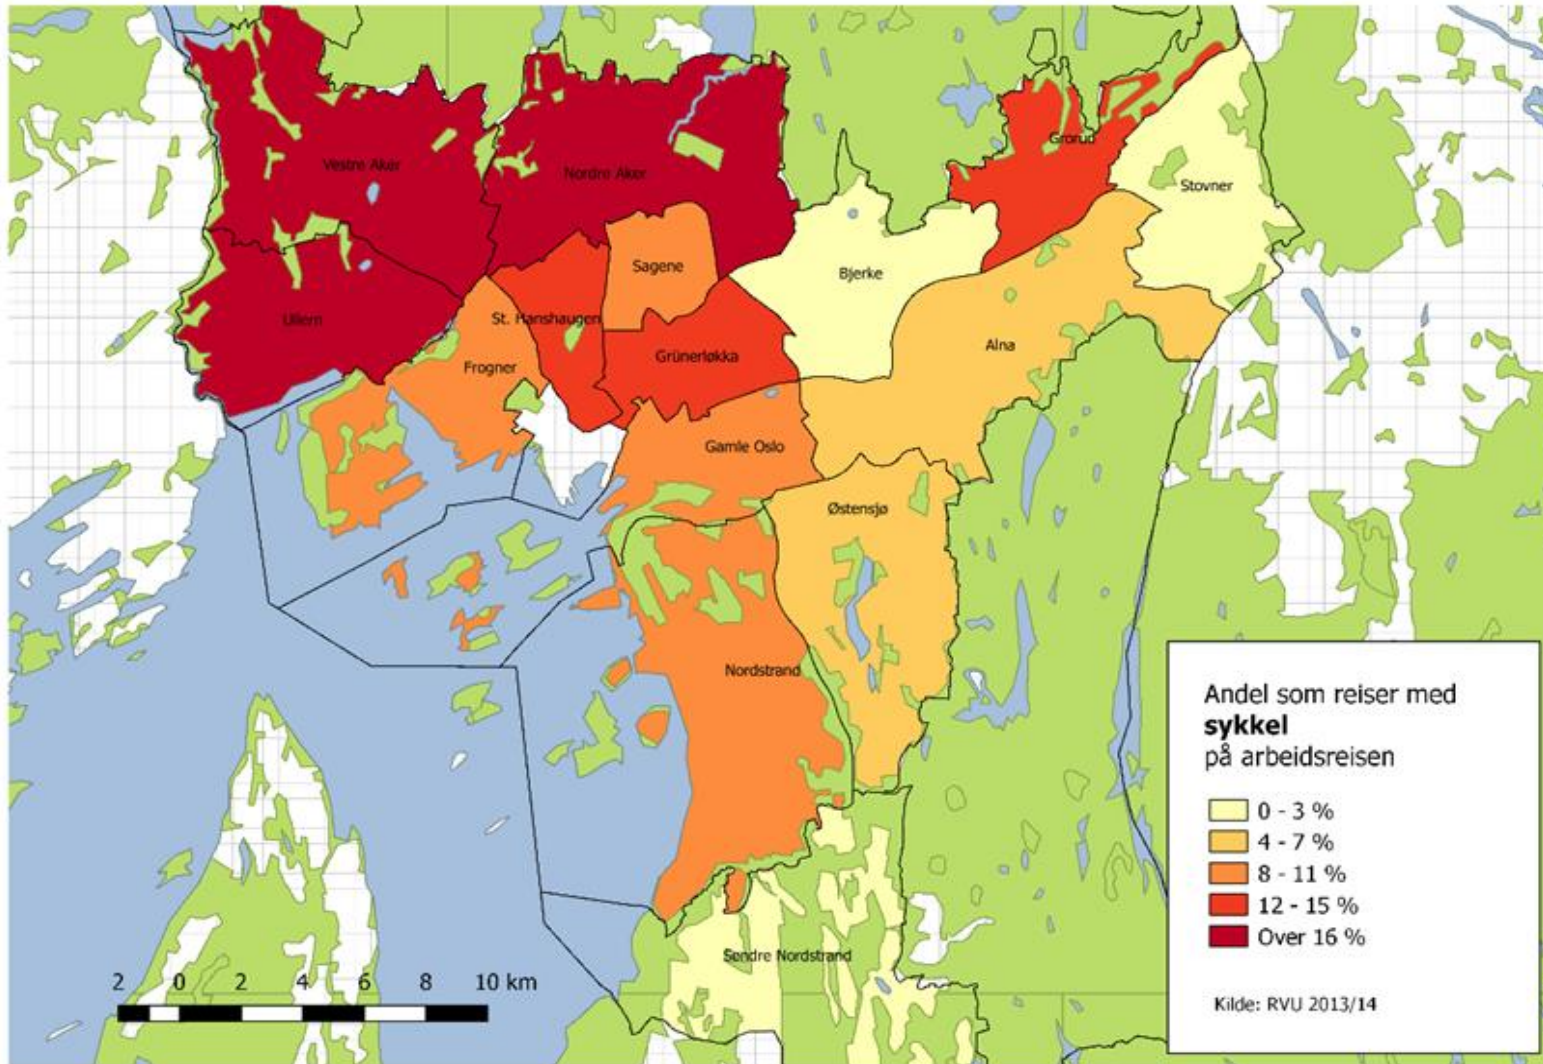 Vestre Aker
Nordre Aker
Grorud
Stovner
Sagene
Bjerke
Ullern
St. Hanshaugen
Grünerløkka
Alna
Frogner
Gamle Oslo
Østensjø
Nordstrand
Søndre Nordstrand
Andel som reiser med
sykkel
på arbeidsreisen
0 - 3 %
4 - 7 %
8 - 11 %
12 - 15 %
Over 16 %
Kilde: RVU 2013/14
2 0 2 4 6 8 10 km